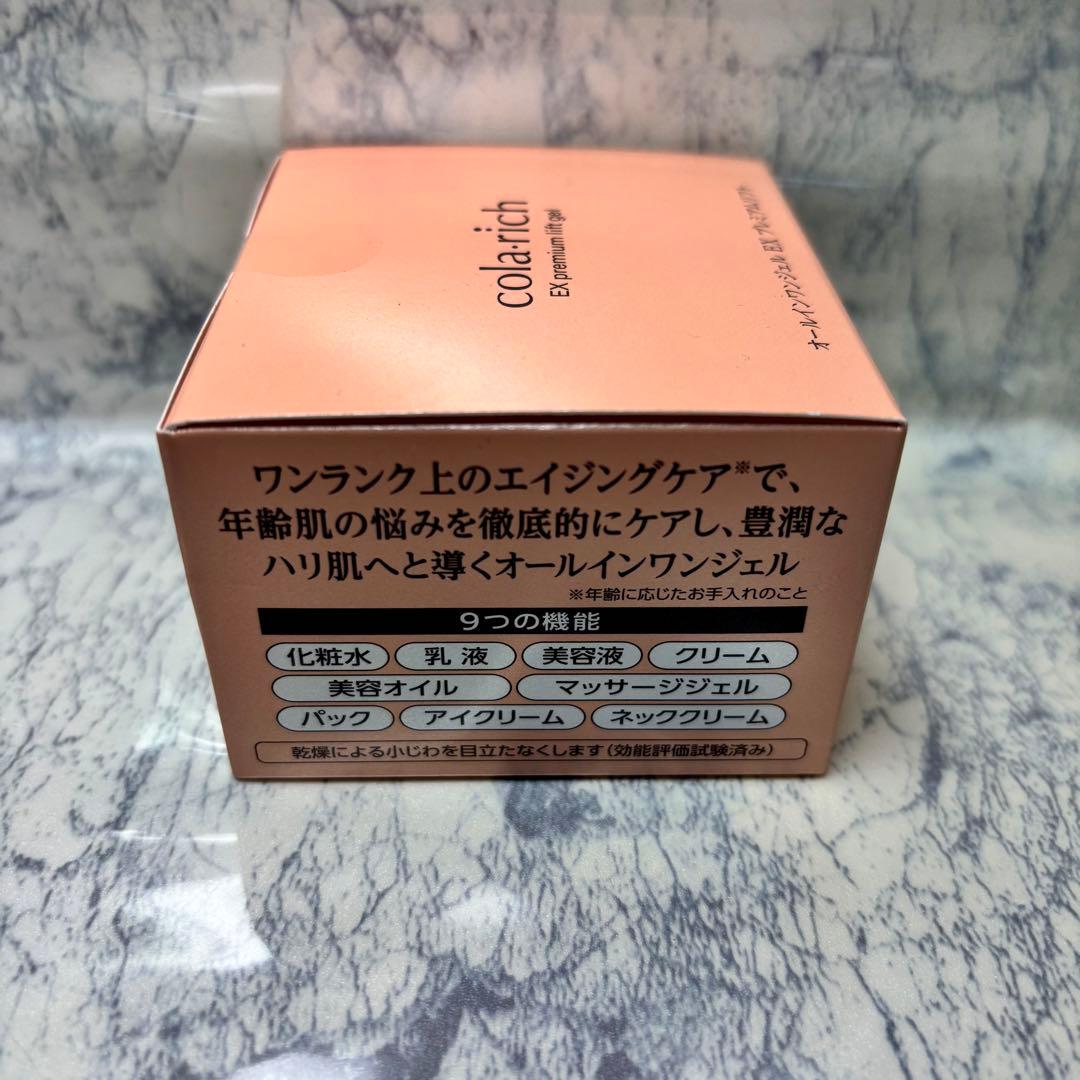 cola·rich
EX premium lift gel
オールインワンジェル EX プレミアムリフト
ワンランク上のエイジングケア※で、
年齢肌の悩みを徹底的にケアし、豊潤な
ハリ肌へと導くオールインワンジェル
※年齢に応じたお手入れのこと
9つの機能
化粧水 乳液 美容液 クリーム
美容オイル マッサージジェル
パック アイクリーム ネッククリーム
乾燥による小じわを目立たなくします(効能評価試験済み)